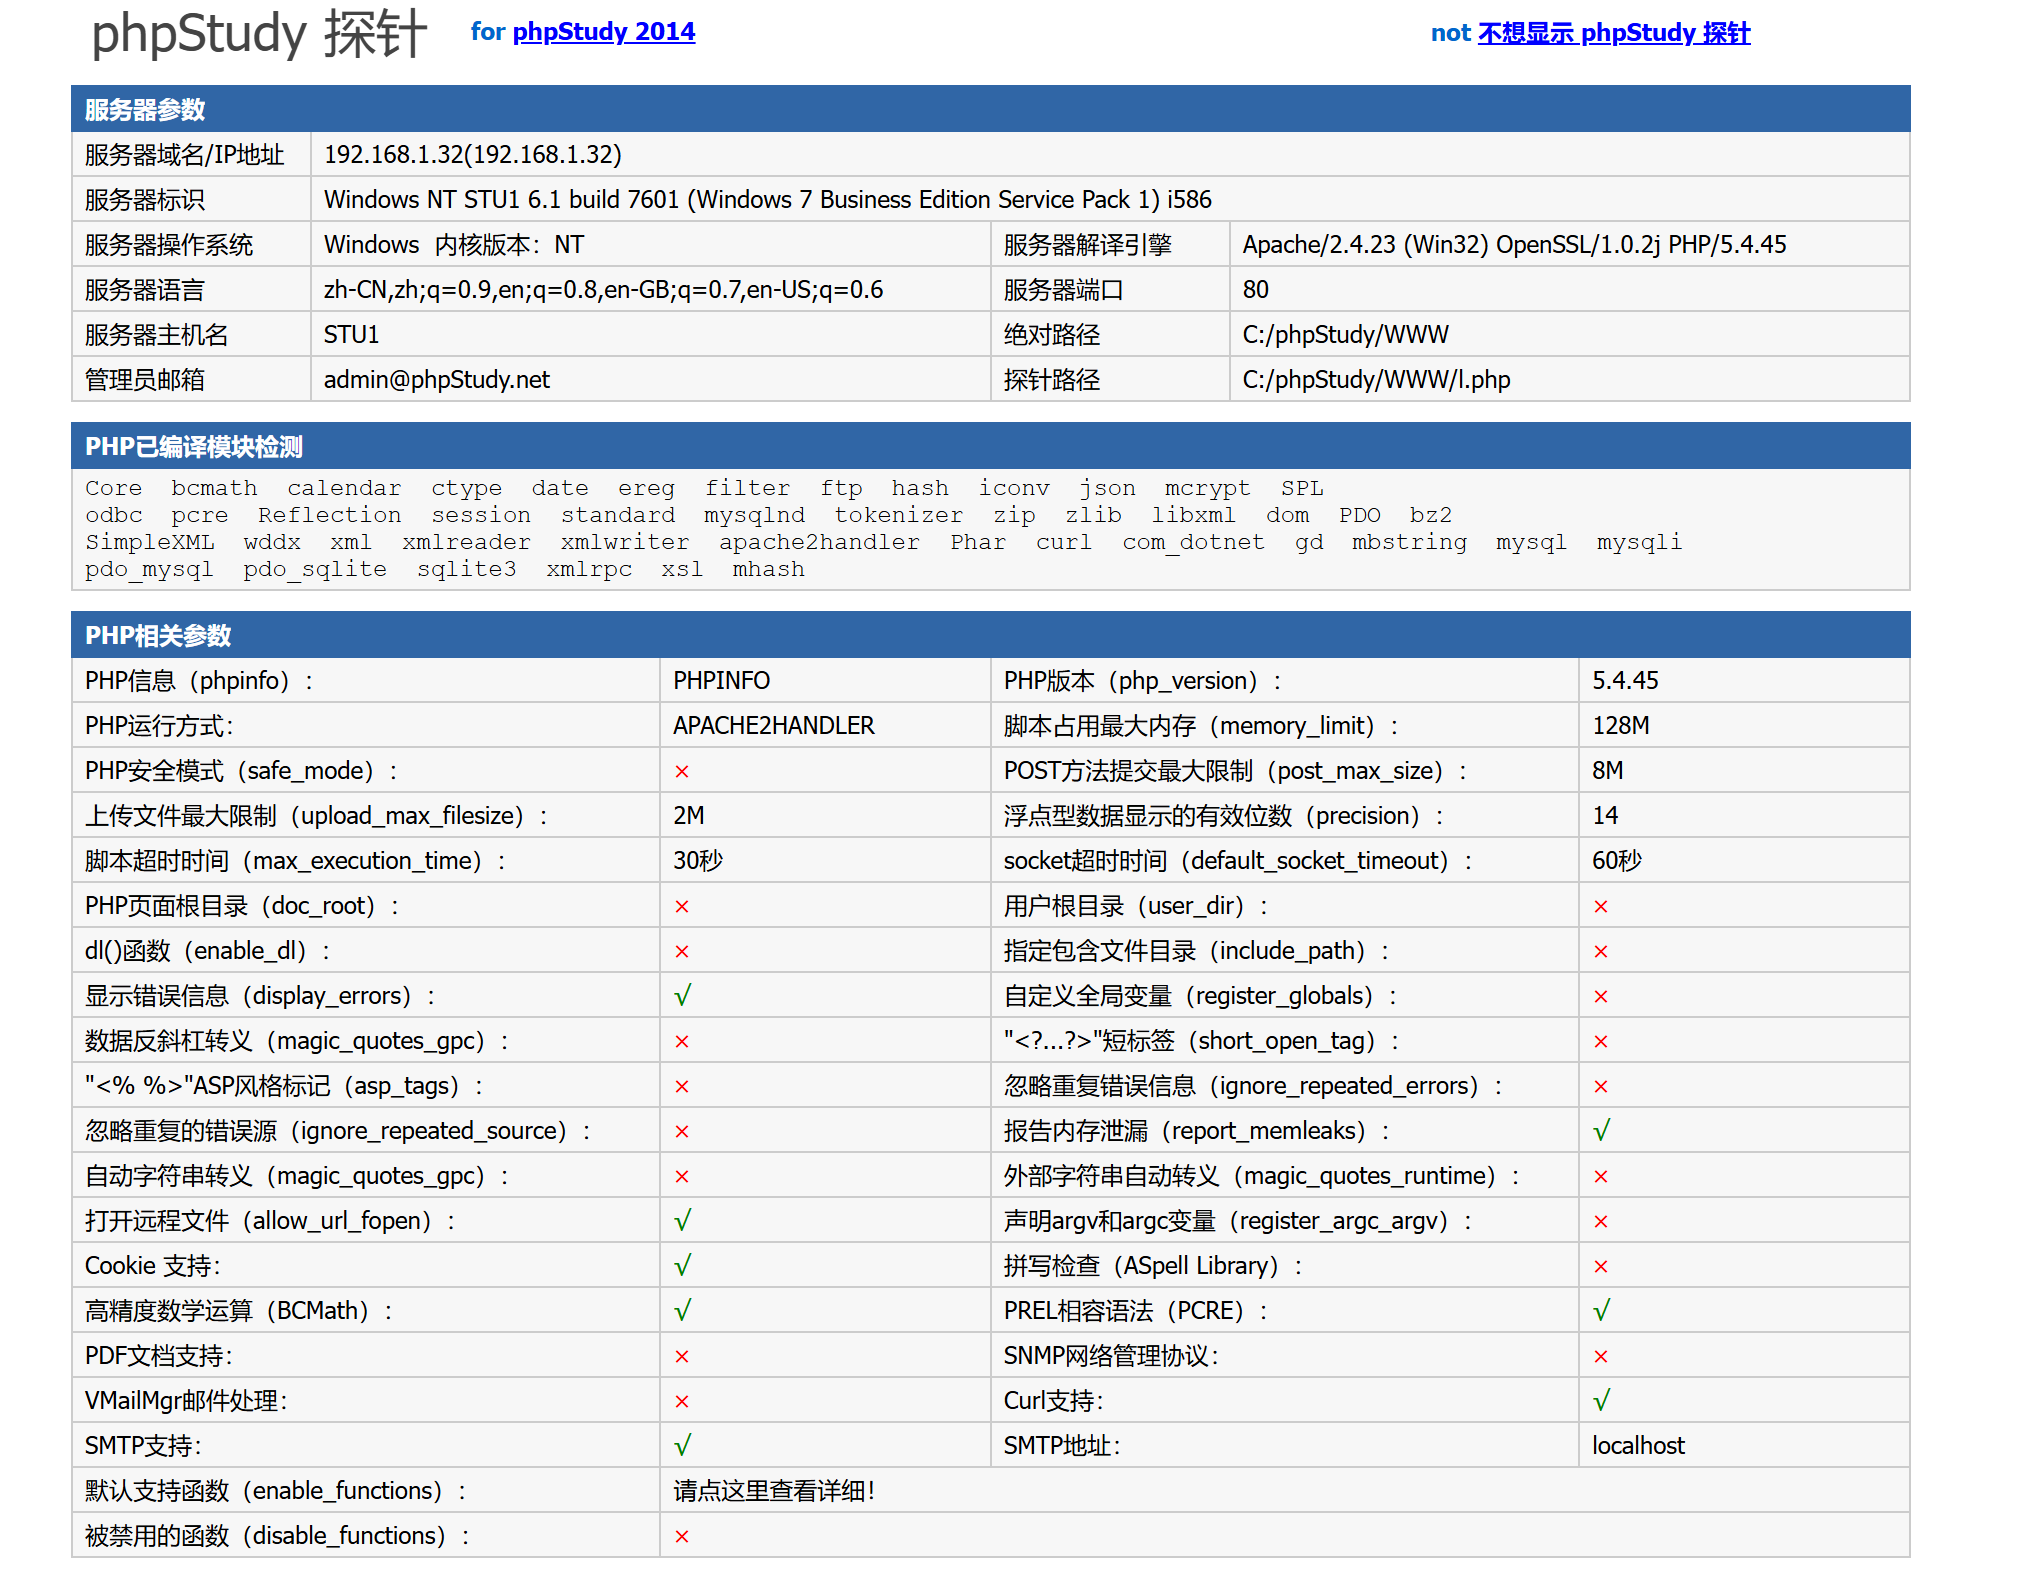 phpStudy 探针 for phpStudy 2014 not 不想显示 phpStudy 探针
服务器参数
服务器域名/IP地址 192.168.1.32(192.168.1.32)
服务器标识 Windows NT STU1 6.1 build 7601 (Windows 7 Business Edition Service Pack 1) i586
服务器操作系统 Windows 内核版本：NT 服务器解译引擎 Apache/2.4.23 (Win32) OpenSSL/1.0.2j PHP/5.4.45
服务器语言 zh-CN,zh;q=0.9,en;q=0.8,en-GB;q=0.7,en-US;q=0.6 服务器端口 80
服务器主机名 STU1 绝对路径 C:/phpStudy/WWW
管理员邮箱 admin@phpStudy.net 探针路径 C:/phpStudy/WWW/l.php
PHP已编译模块检测
Core bcmath calendar ctype date ereg filter ftp hash iconv json mcrypt SPL
odbc pcre Reflection session standard mysqlnd tokenizer zip zlib libxml dom PDO bz2
SimpleXML wddx xml xmlreader xmlwriter apache2handler Phar curl com_dotnet gd mbstring mysql mysqli
pdo_mysql pdo_sqlite sqlite3 xmlrpc xsl mhash
PHP相关参数
PHP信息（phpinfo）： PHPINFO PHP版本（php_version）： 5.4.45
PHP运行方式： APACHE2HANDLER 脚本占用最大内存（memory_limit）： 128M
PHP安全模式（safe_mode）： × POST方法提交最大限制（post_max_size）： 8M
上传文件最大限制（upload_max_filesize）： 2M 浮点型数据显示的有效位数（precision）： 14
脚本超时时间（max_execution_time）： 30秒 socket超时时间（default_socket_timeout）： 60秒
PHP页面根目录（doc_root）： × 用户根目录（user_dir）： ×
dl()函数（enable_dl）： × 指定包含文件目录（include_path）： ×
显示错误信息（display_errors）： √ 自定义全局变量（register_globals）： ×
数据反斜杠转义（magic_quotes_gpc）： × "<?...?>"短标签（short_open_tag）： ×
"<% %>"ASP风格标记（asp_tags）： × 忽略重复错误信息（ignore_repeated_errors）： ×
忽略重复的错误源（ignore_repeated_source）： × 报告内存泄漏（report_memleaks）： √
自动字符串转义（magic_quotes_gpc）： × 外部字符串自动转义（magic_quotes_runtime）： ×
打开远程文件（allow_url_fopen）： √ 声明argv和argc变量（register_argc_argv）： ×
Cookie 支持： √ 拼写检查（ASpell Library）： ×
高精度数学运算（BCMath）： √ PREL相容语法（PCRE）： √
PDF文档支持： × SNMP网络管理协议： ×
VMailMgr邮件处理： × Curl支持： √
SMTP支持： √ SMTP地址： localhost
默认支持函数（enable_functions）： 请点这里查看详细！
被禁用的函数（disable_functions）： ×